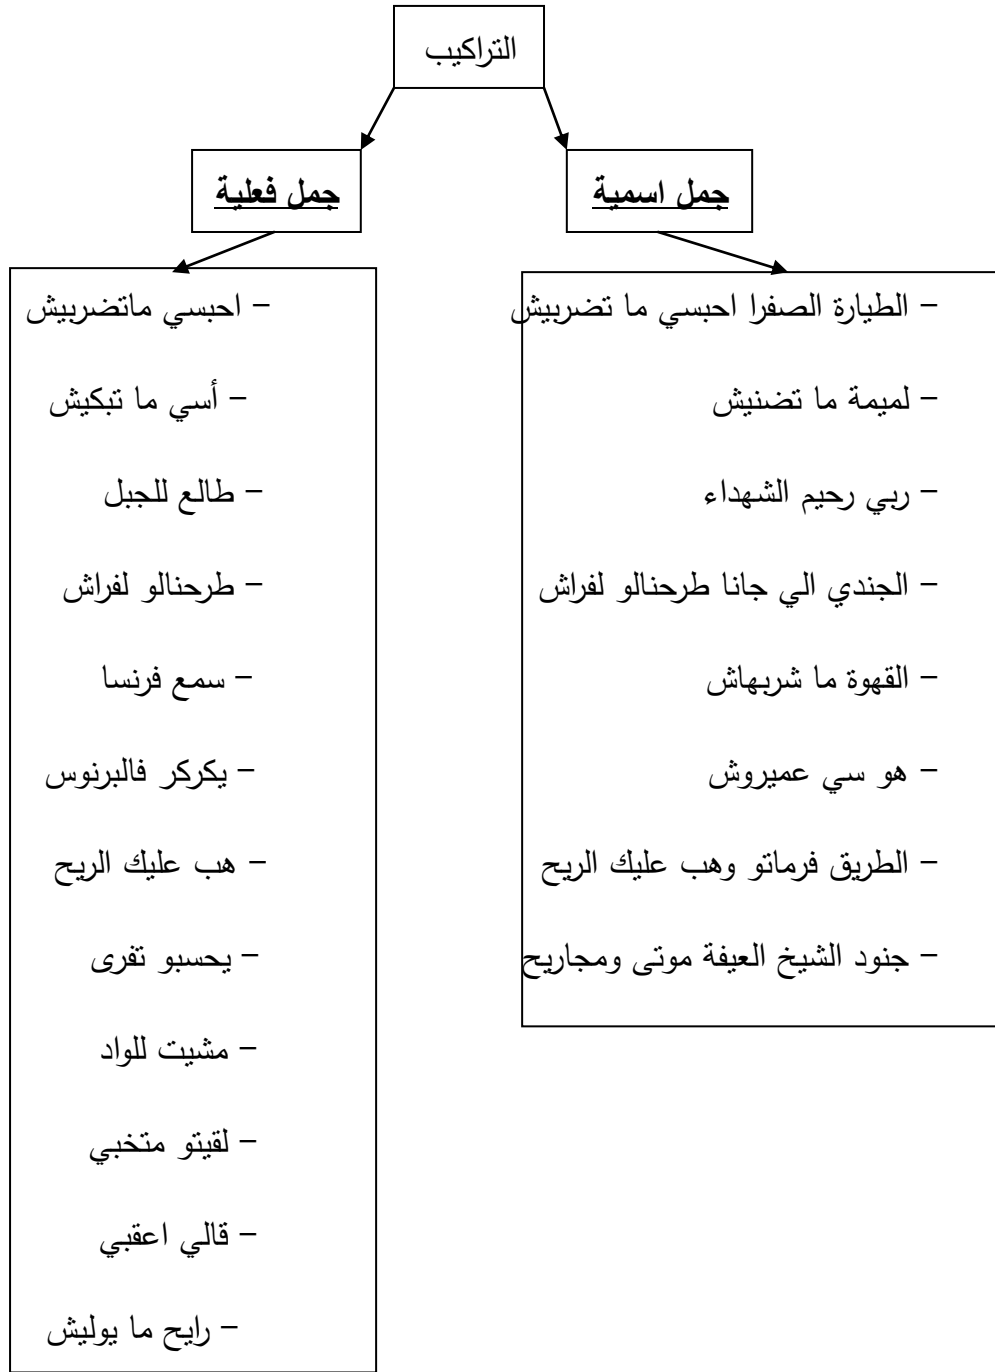 التراكيب
جمل اسمية
– الطيارة الصفرا احبسي ما تضربيش
– لميمة ما تضنيش
– ربي رحيم الشهداء
– الجندي الي جانا طرحنالو لفراش
– القهوة ما شربهاش
– هو سي عميروش
– الطريق فرماتو وهب عليك الريح
– جنود الشيخ العيفة موتى ومجاريح
جمل فعلية
– احبسي ماتضربيش
– أسي ما تبكيش
– طالع للجبل
– طرحنالو لفراش
– سمع فرنسا
– يكركر فالبرنوس
– هب عليك الريح
– يحسبو تفرى
– مشيت للواد
– لقيتو متخبي
– قالي اعقبي
– رايح ما يوليش